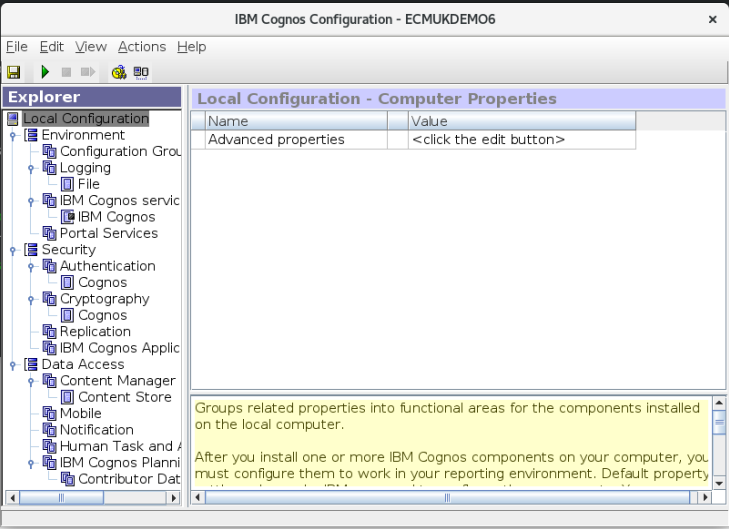 IBM Cognos Configuration - ECMUKDEMO6
File Edit View Actions Help
Explorer
Local Configuration
Environment
Configuration Grou
Logging
File
IBM Cognos servic
IBM Cognos
Portal Services
Security
Authentication
Cognos
Cryptography
Cognos
Replication
IBM Cognos Applic
Data Access
Content Manager
Content Store
Mobile
Notification
Human Task and A
IBM Cognos Planni
Contributor Dat
Local Configuration - Computer Properties
Name Value
Advanced properties <click the edit button>
Groups related properties into functional areas for the components installed
on the local computer.
After you install one or more IBM Cognos components on your computer, you
must configure them to work in your reporting environment. Default property